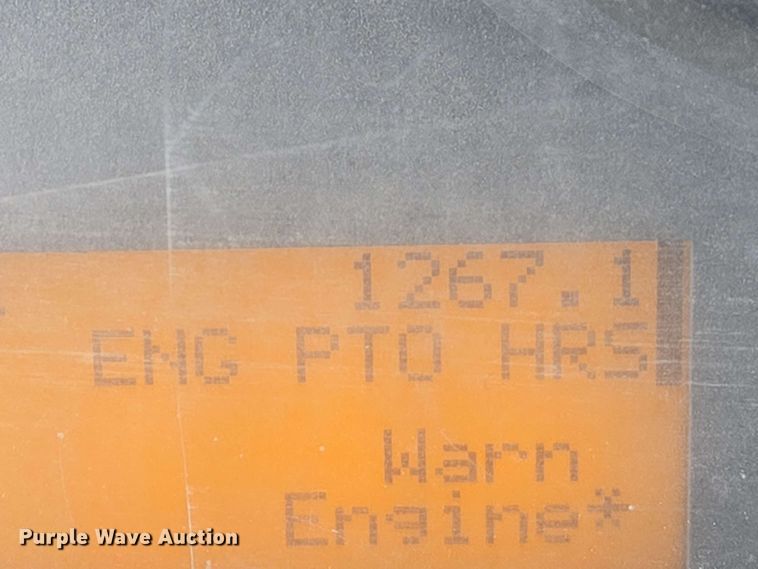 1267.1
ENG PTO HRS
Warn
Engine*
Purple Wave Auction